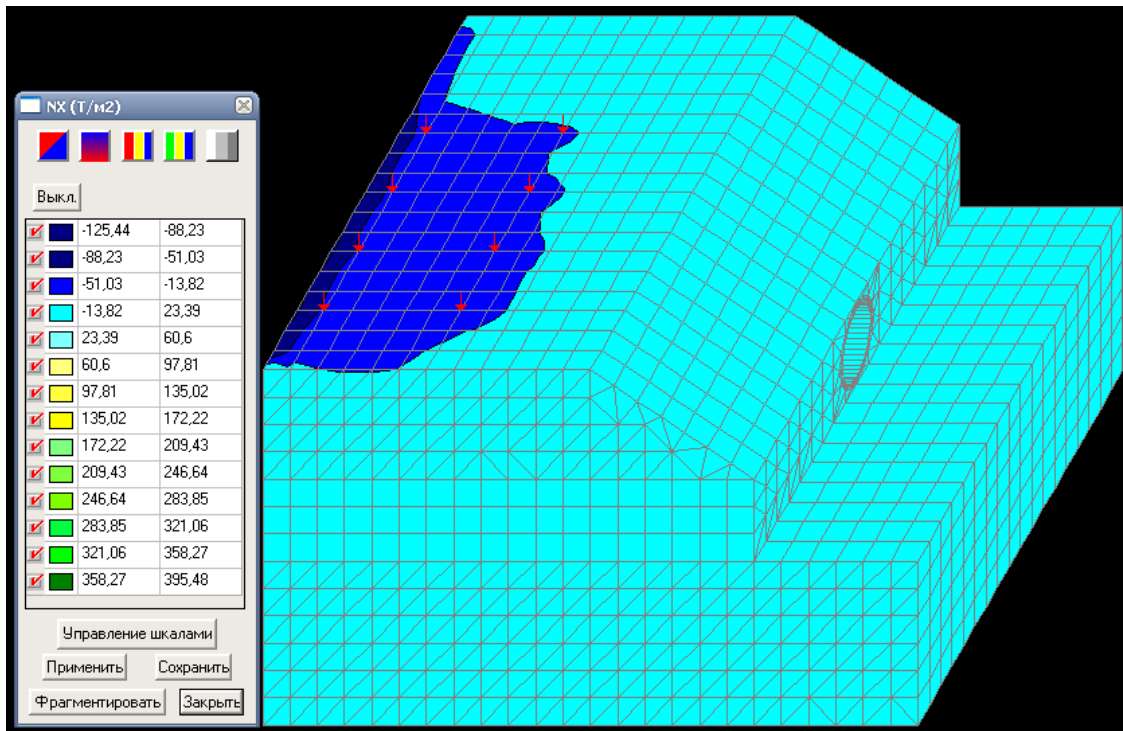 NX (Т/м2)
Выкл.
-125,44 -88,23
-88,23 -51,03
-51,03 -13,82
-13,82 23,39
23,39 60,6
60,6 97,81
97,81 135,02
135,02 172,22
172,22 209,43
209,43 246,64
246,64 283,85
283,85 321,06
321,06 358,27
358,27 395,48
Управление шкалами
Применить Сохранить
Фрагментировать Закрыть